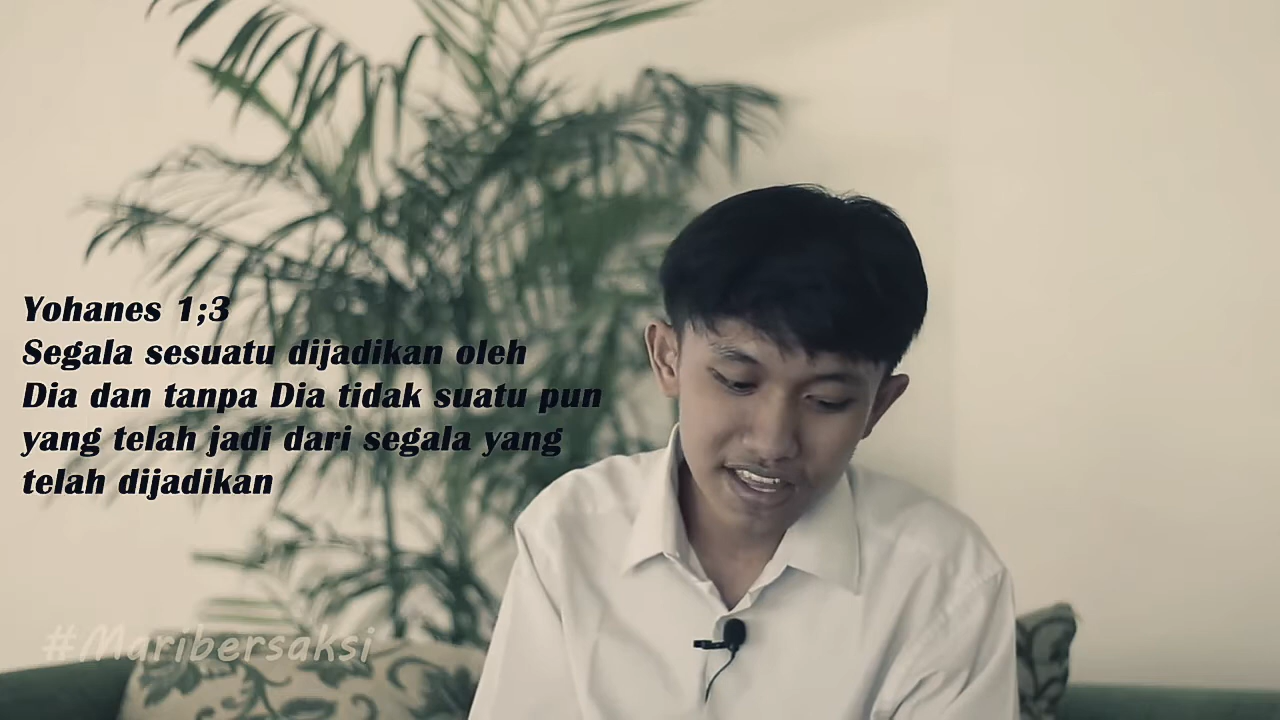 Yohanes 1;3
Segala sesuatu dijadikan oleh
Dia dan tanpa Dia tidak suatu pun
yang telah jadi dari segala yang
telah dijadikan
#Maribersaksi